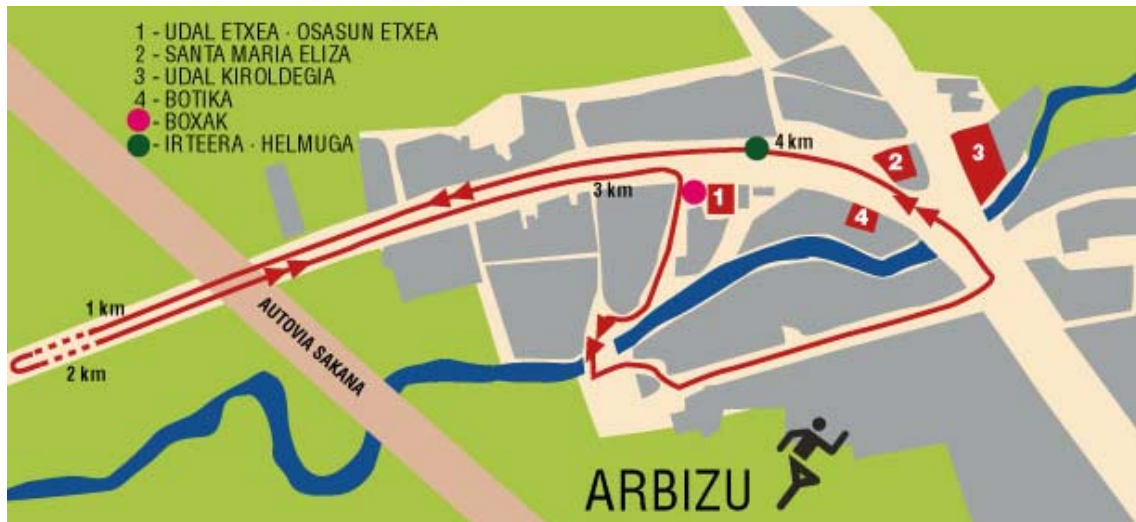 1 - UDAL ETXEA · OSASUN ETXEA
2 - SANTA MARIA ELIZA
3 - UDAL KIROLDEGIA
4 - BOTIKA
- BOXAK
- IRTEERA · HELMUGA
4 km
2
3
3 km
1
4
1 km
2 km
AUTOVIA SAKANA
ARBIZU